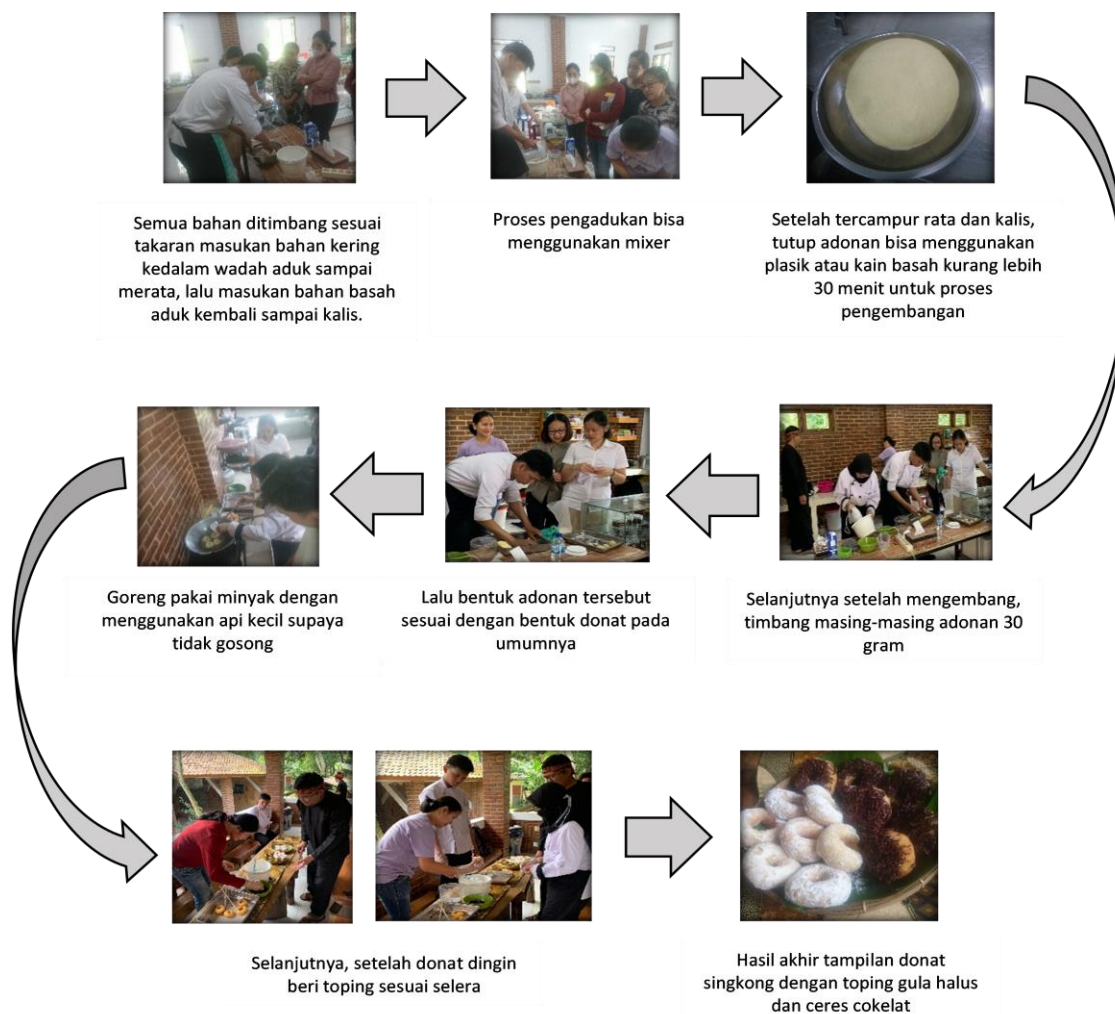 Semua bahan ditimbang sesuai
takaran masukan bahan kering
kedalam wadah aduk sampai
merata, lalu masukan bahan basah
aduk kembali sampai kalis.
Proses pengadukan bisa
menggunakan mixer
Setelah tercampur rata dan kalis,
tutup adonan bisa menggunakan
plasik atau kain basah kurang lebih
30 menit untuk proses
pengembangan
Selanjutnya setelah mengembang,
timbang masing-masing adonan 30
gram
Lalu bentuk adonan tersebut
sesuai dengan bentuk donat pada
umumnya
Goreng pakai minyak dengan
menggunakan api kecil supaya
tidak gosong
Selanjutnya, setelah donat dingin
beri toping sesuai selera
Hasil akhir tampilan donat
singkong dengan toping gula halus
dan ceres cokelat